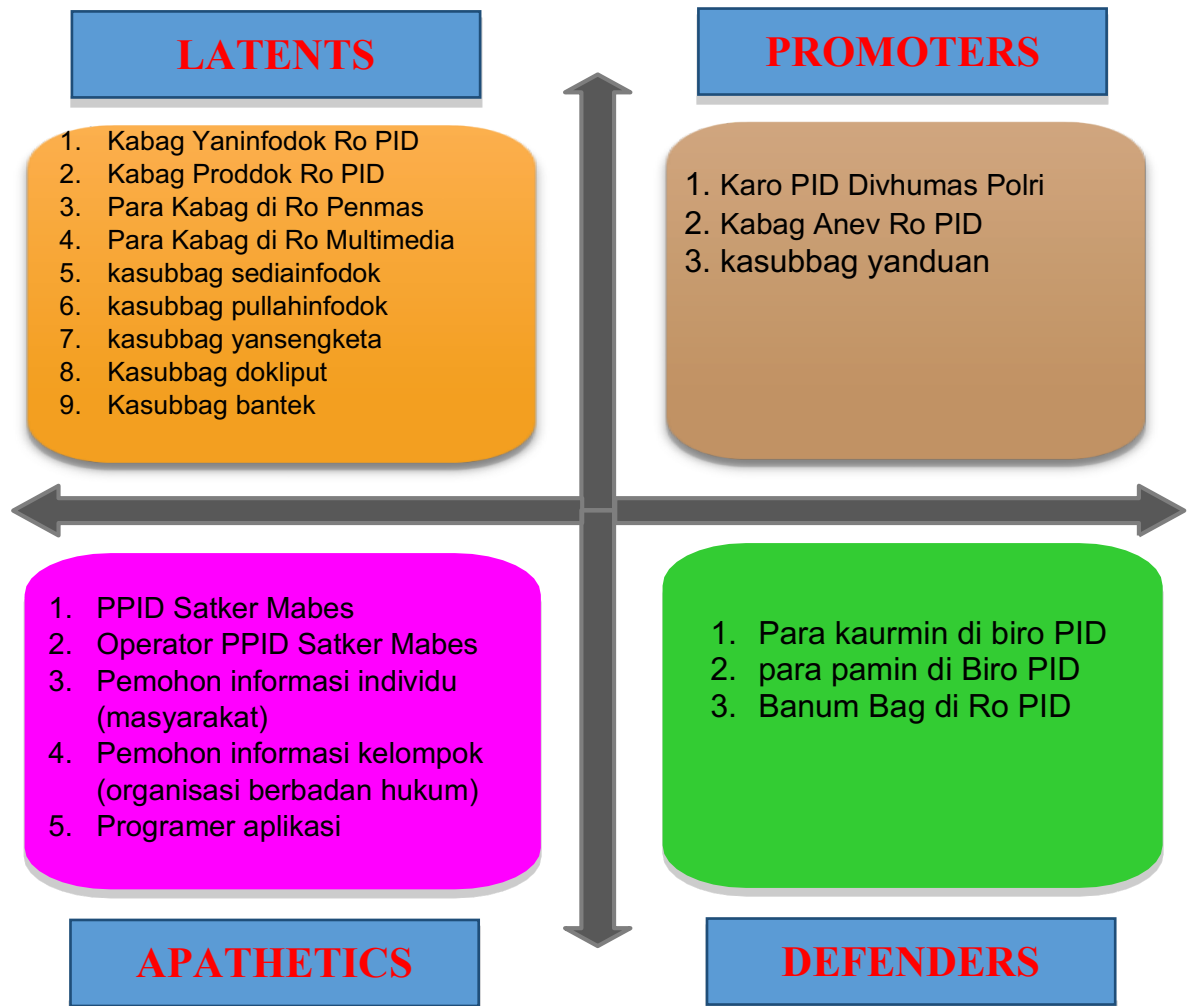 LATENTS
1. Kabag Yaninfodok Ro PID
2. Kabag Proddok Ro PID
3. Para Kabag di Ro Penmas
4. Para Kabag di Ro Multimedia
5. kasubbag sediainfodok
6. kasubbag pullahinfodok
7. kasubbag yansengketa
8. Kasubbag dokliput
9. Kasubbag bantek
PROMOTERS
1. Karo PID Divhumas Polri
2. Kabag Anev Ro PID
3. kasubbag yanduan
1. PPID Satker Mabes
2. Operator PPID Satker Mabes
3. Pemohon informasi individu
(masyarakat)
4. Pemohon informasi kelompok
(organisasi berbadan hukum)
5. Programer aplikasi
APATHETICS
1. Para kaurmin di biro PID
2. para pamin di Biro PID
3. Banum Bag di Ro PID
DEFENDERS